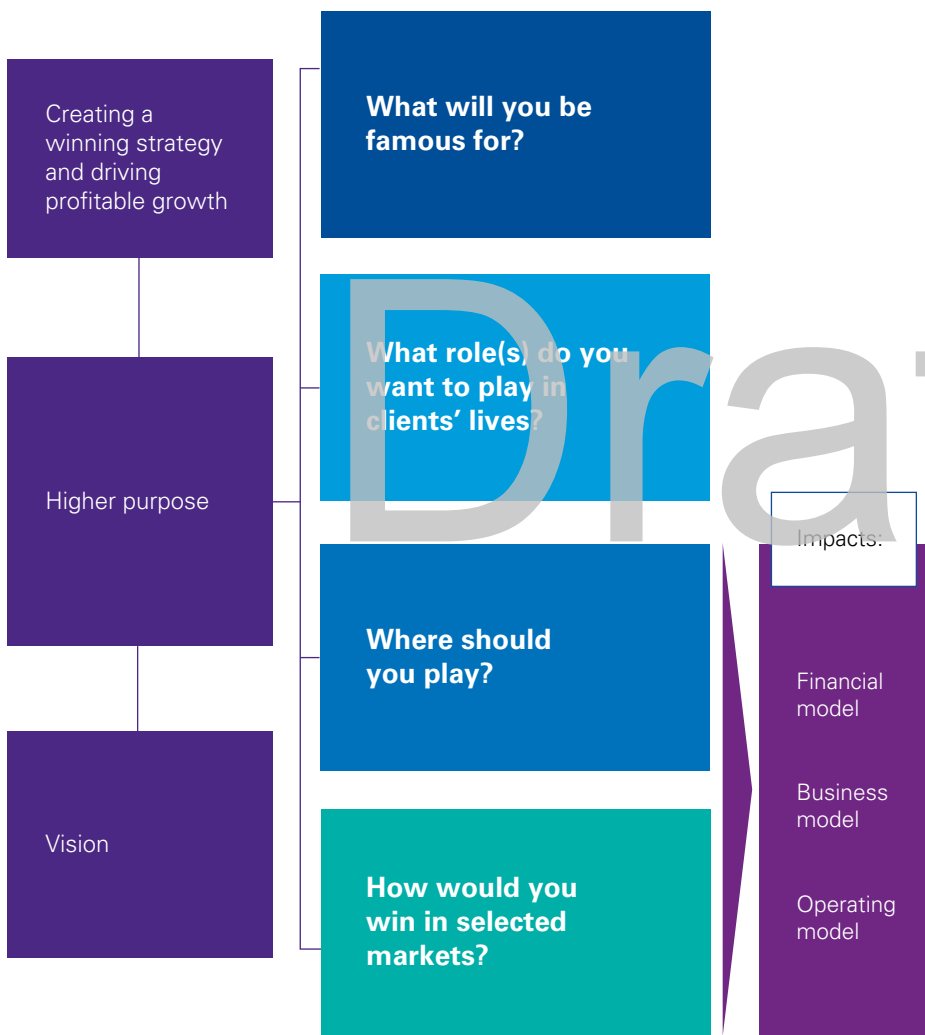 Creating a
winning strategy
and driving
profitable growth
Higher purpose
Vision
What will you be
famous for?
What role(s) do you
want to play in
clients’ lives?
Where should
you play?
How would you
win in selected
markets?
Impacts:
Financial
model
Business
model
Operating
model